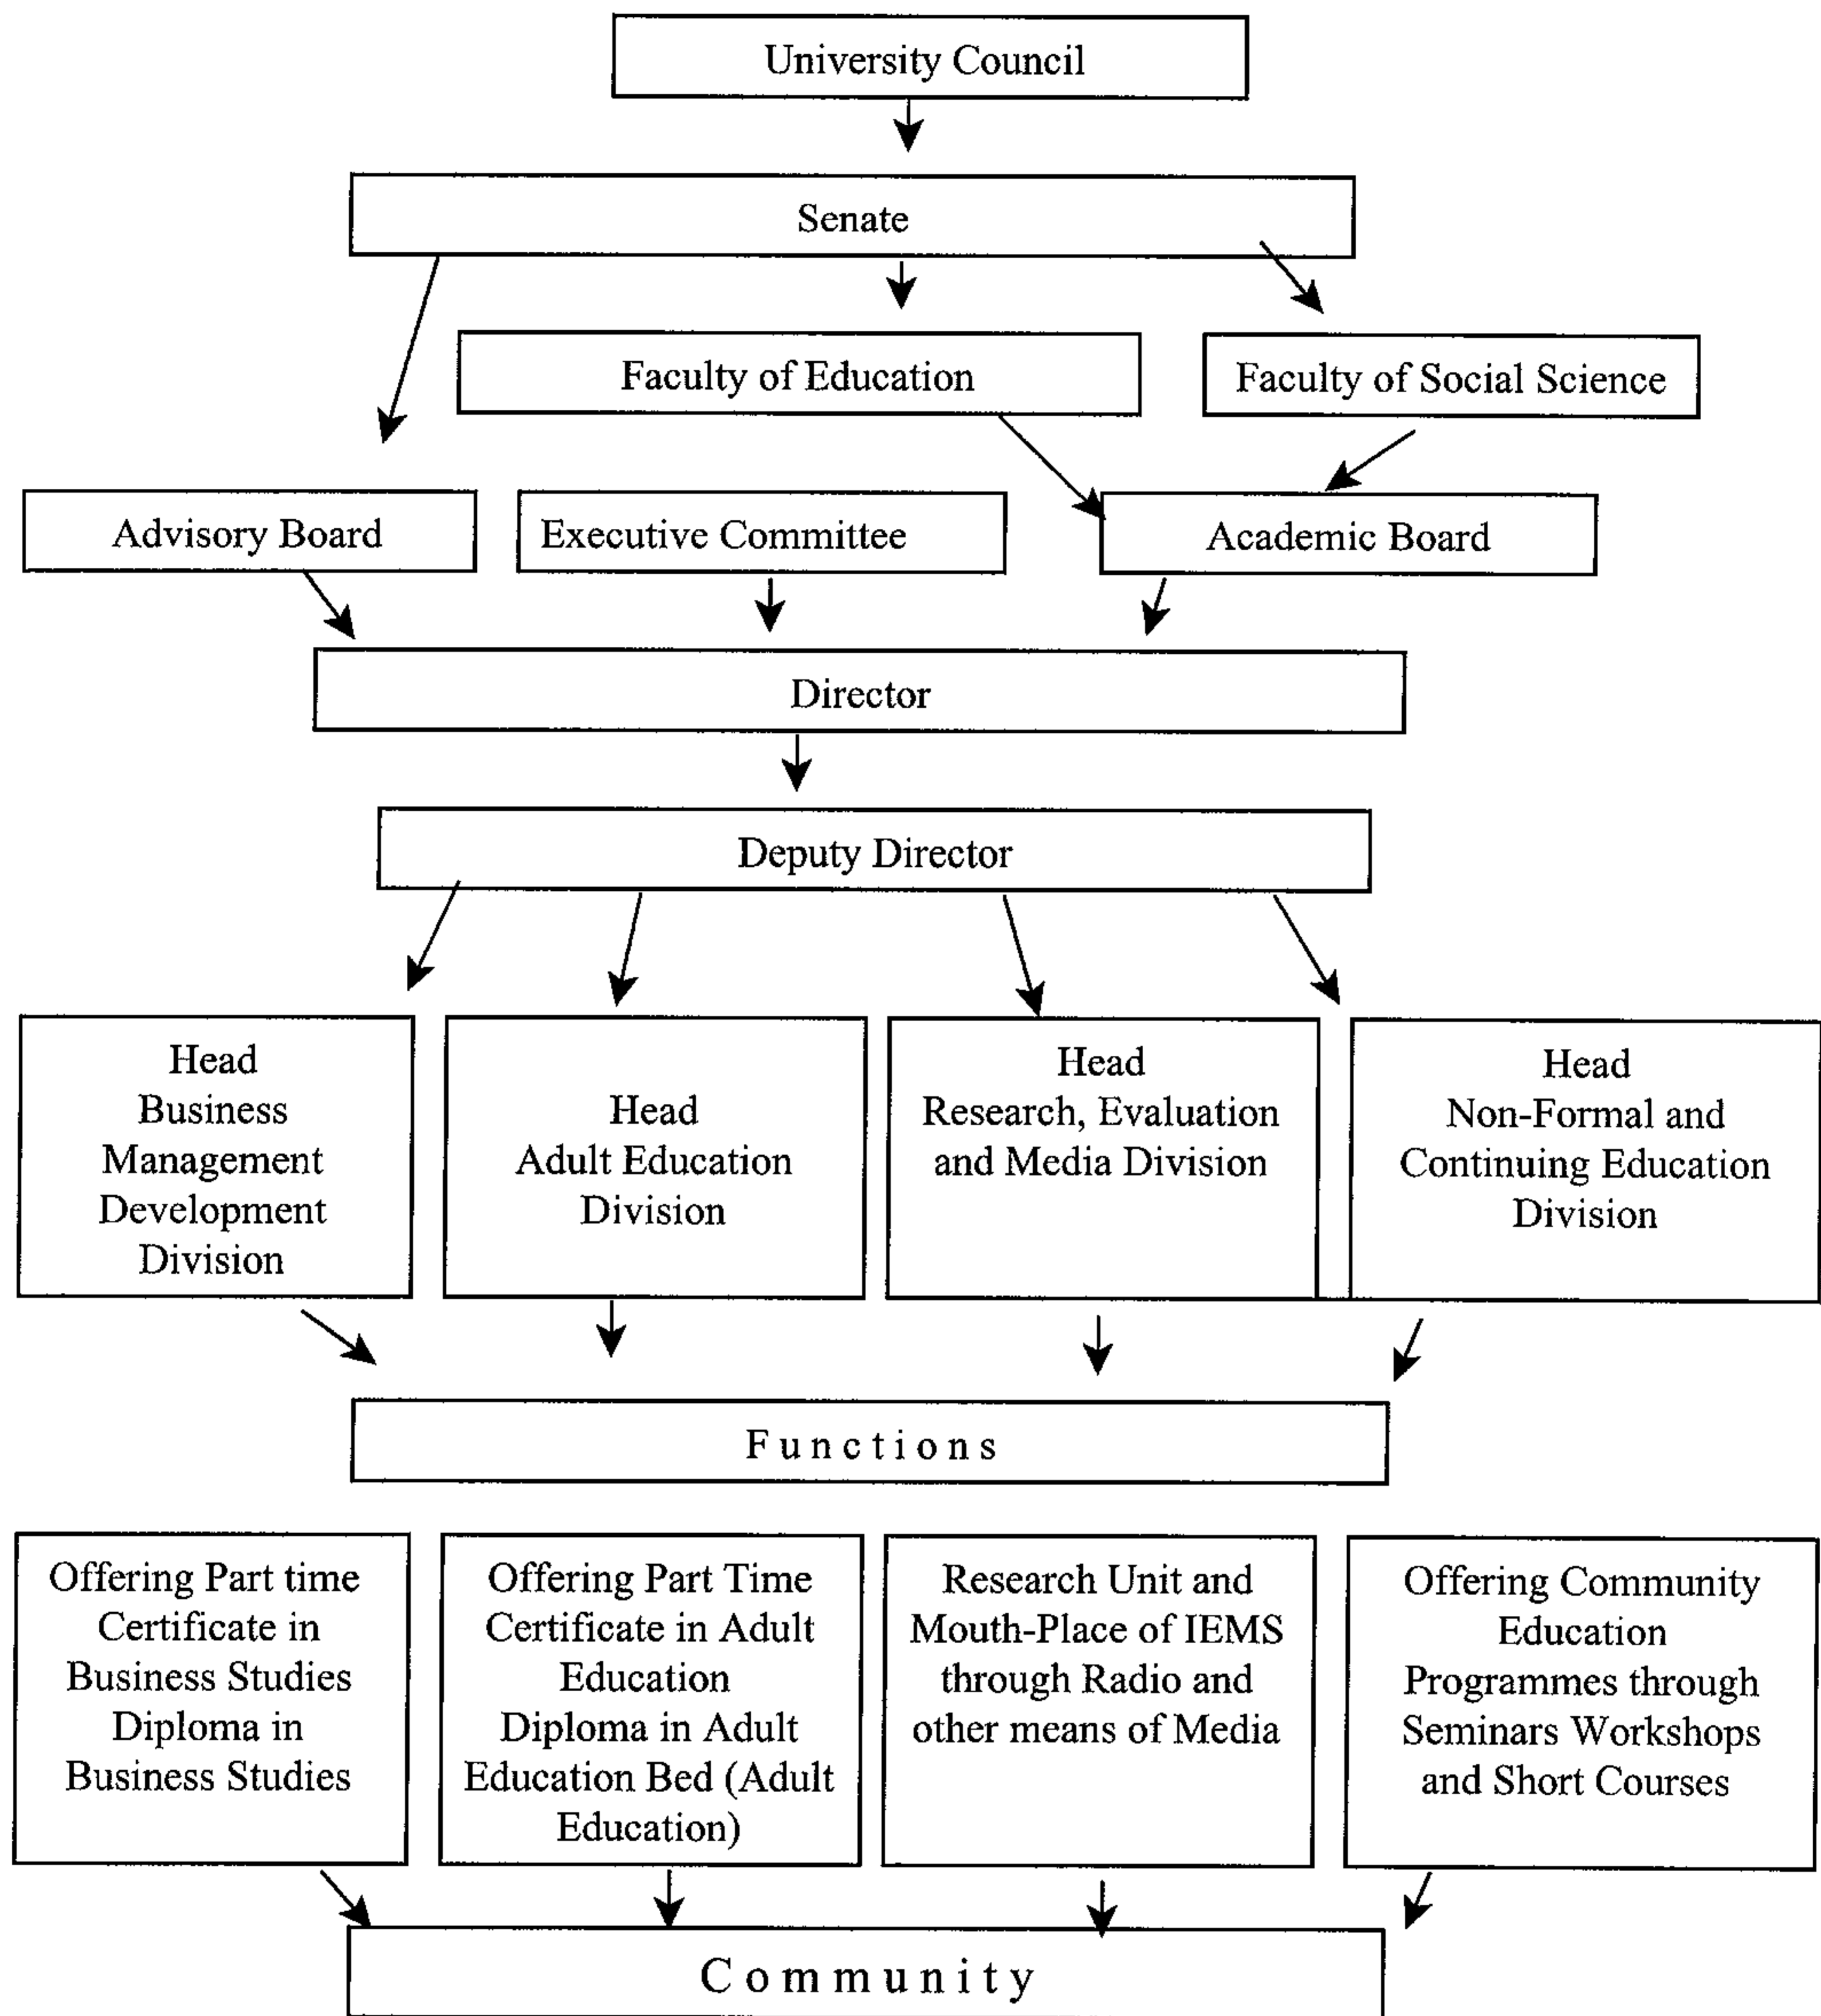 University Council
Senate
Faculty of Education
Faculty of Social Science
Advisory Board
Executive Committee
Academic Board
Director
Deputy Director
Head
Business
Management
Development
Division
Head
Adult Education
Division
Head
Research, Evaluation
and Media Division
Head
Non-Formal and
Continuing Education
Division
Functions
Offering Part time
Certificate in
Business Studies
Diploma in
Business Studies
Offering Part Time
Certificate in Adult
Education
Diploma in Adult
Education Bed (Adult
Education)
Research Unit and
Mouth-Place of IEMS
through Radio and
other means of Media
Offering Community
Education
Programmes through
Seminars Workshops
and Short Courses
Community